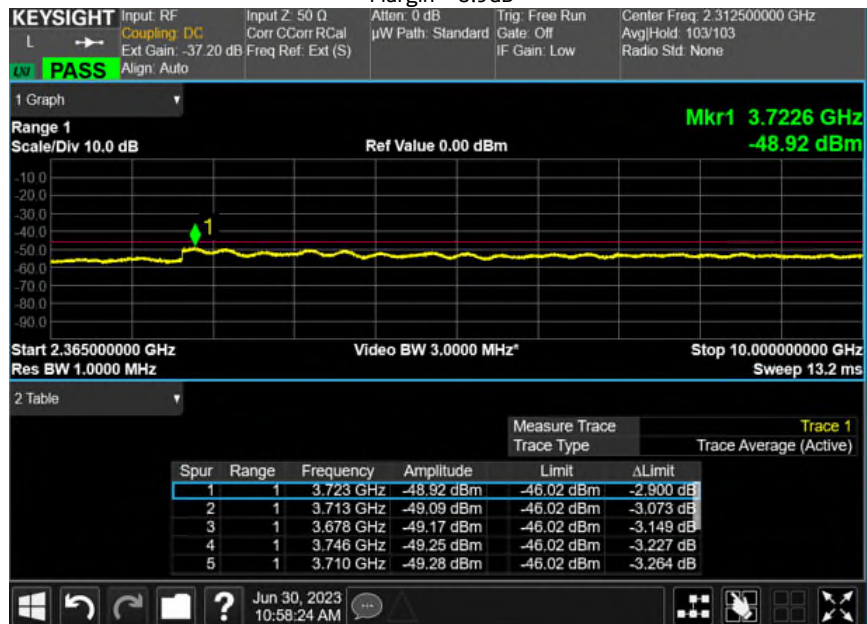 KEYSIGHT Input: RF Input Z: 50 Ω Atten: 0 dB Trig: Free Run Center Freq: 2.312500000 GHz
L Coupling: DC Corr CCorr RCal µW Path: Standard Gate: Off Avg|Hold: 103/103
Ext Gain: -37.20 dB Freq Ref: Ext (S) IF Gain: Low Radio Std: None
LXI PASS Align: Auto
1 Graph
Range 1 Mkr1 3.7226 GHz
Scale/Div 10.0 dB Ref Value 0.00 dBm -48.92 dBm
-10.0
-20.0
-30.0
1
-40.0
-50.0
-60.0
-70.0
-80.0
-90.0
Start 2.365000000 GHz Video BW 3.0000 MHz* Stop 10.000000000 GHz
Res BW 1.0000 MHz Sweep 13.2 ms
2 Table
Measure Trace Trace 1
Trace Type Trace Average (Active)
Spur Range Frequency Amplitude Limit ΔLimit
1 1 3.723 GHz -48.92 dBm -46.02 dBm -2.900 dB
2 1 3.713 GHz -49.09 dBm -46.02 dBm -3.073 dB
3 1 3.678 GHz -49.17 dBm -46.02 dBm -3.149 dB
4 1 3.746 GHz -49.25 dBm -46.02 dBm -3.227 dB
5 1 3.710 GHz -49.28 dBm -46.02 dBm -3.264 dB
? Jun 30, 2023
10:58:24 AM